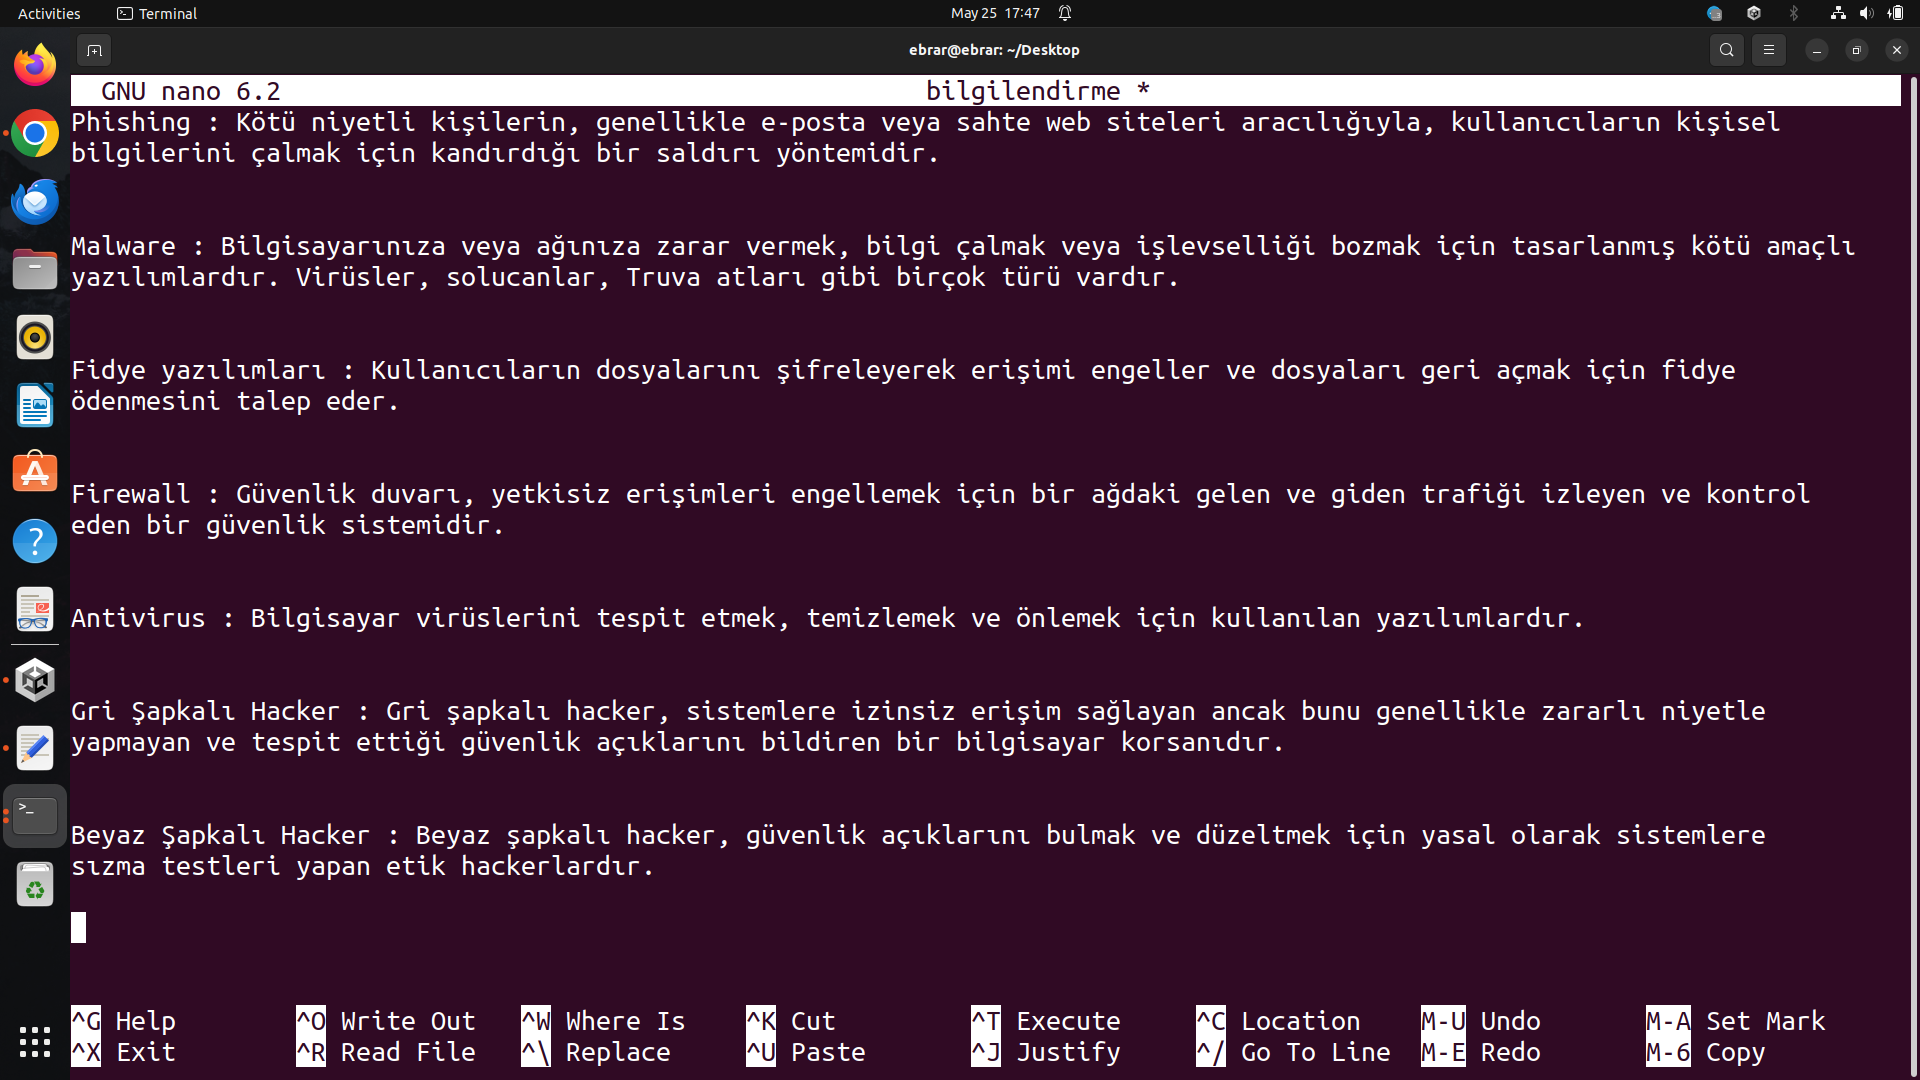 Activities
Terminal
May 25 17:47
ebrar@ebrar: ~/Desktop
GNU nano 6.2 bilgilendirme *
Phishing : Kötü niyetli kişilerin, genellikle e-posta veya sahte web siteleri aracılığıyla, kullanıcıların kişisel
bilgilerini çalmak için kandırdığı bir saldırı yöntemidir.
Malware : Bilgisayarınıza veya ağınıza zarar vermek, bilgi çalmak veya işlevselliği bozmak için tasarlanmış kötü amaçlı
yazılımlardır. Virüsler, solucanlar, Truva atları gibi birçok türü vardır.
Fidye yazılımları : Kullanıcıların dosyalarını şifreleyerek erişimi engeller ve dosyaları geri açmak için fidye
ödenmesini talep eder.
Firewall : Güvenlik duvarı, yetkisiz erişimleri engellemek için bir ağdaki gelen ve giden trafiği izleyen ve kontrol
eden bir güvenlik sistemidir.
Antivirus : Bilgisayar virüslerini tespit etmek, temizlemek ve önlemek için kullanılan yazılımlardır.
Gri Şapkalı Hacker : Gri şapkalı hacker, sistemlere izinsiz erişim sağlayan ancak bunu genellikle zararlı niyetle
yapmayan ve tespit ettiği güvenlik açıklarını bildiren bir bilgisayar korsanıdır.
Beyaz Şapkalı Hacker : Beyaz şapkalı hacker, güvenlik açıklarını bulmak ve düzeltmek için yasal olarak sistemlere
sızma testleri yapan etik hackerlardır.
^G Help ^O Write Out ^W Where Is ^K Cut ^T Execute ^C Location M-U Undo M-A Set Mark
^X Exit ^R Read File ^\ Replace ^U Paste ^J Justify ^/ Go To Line M-E Redo M-6 Copy